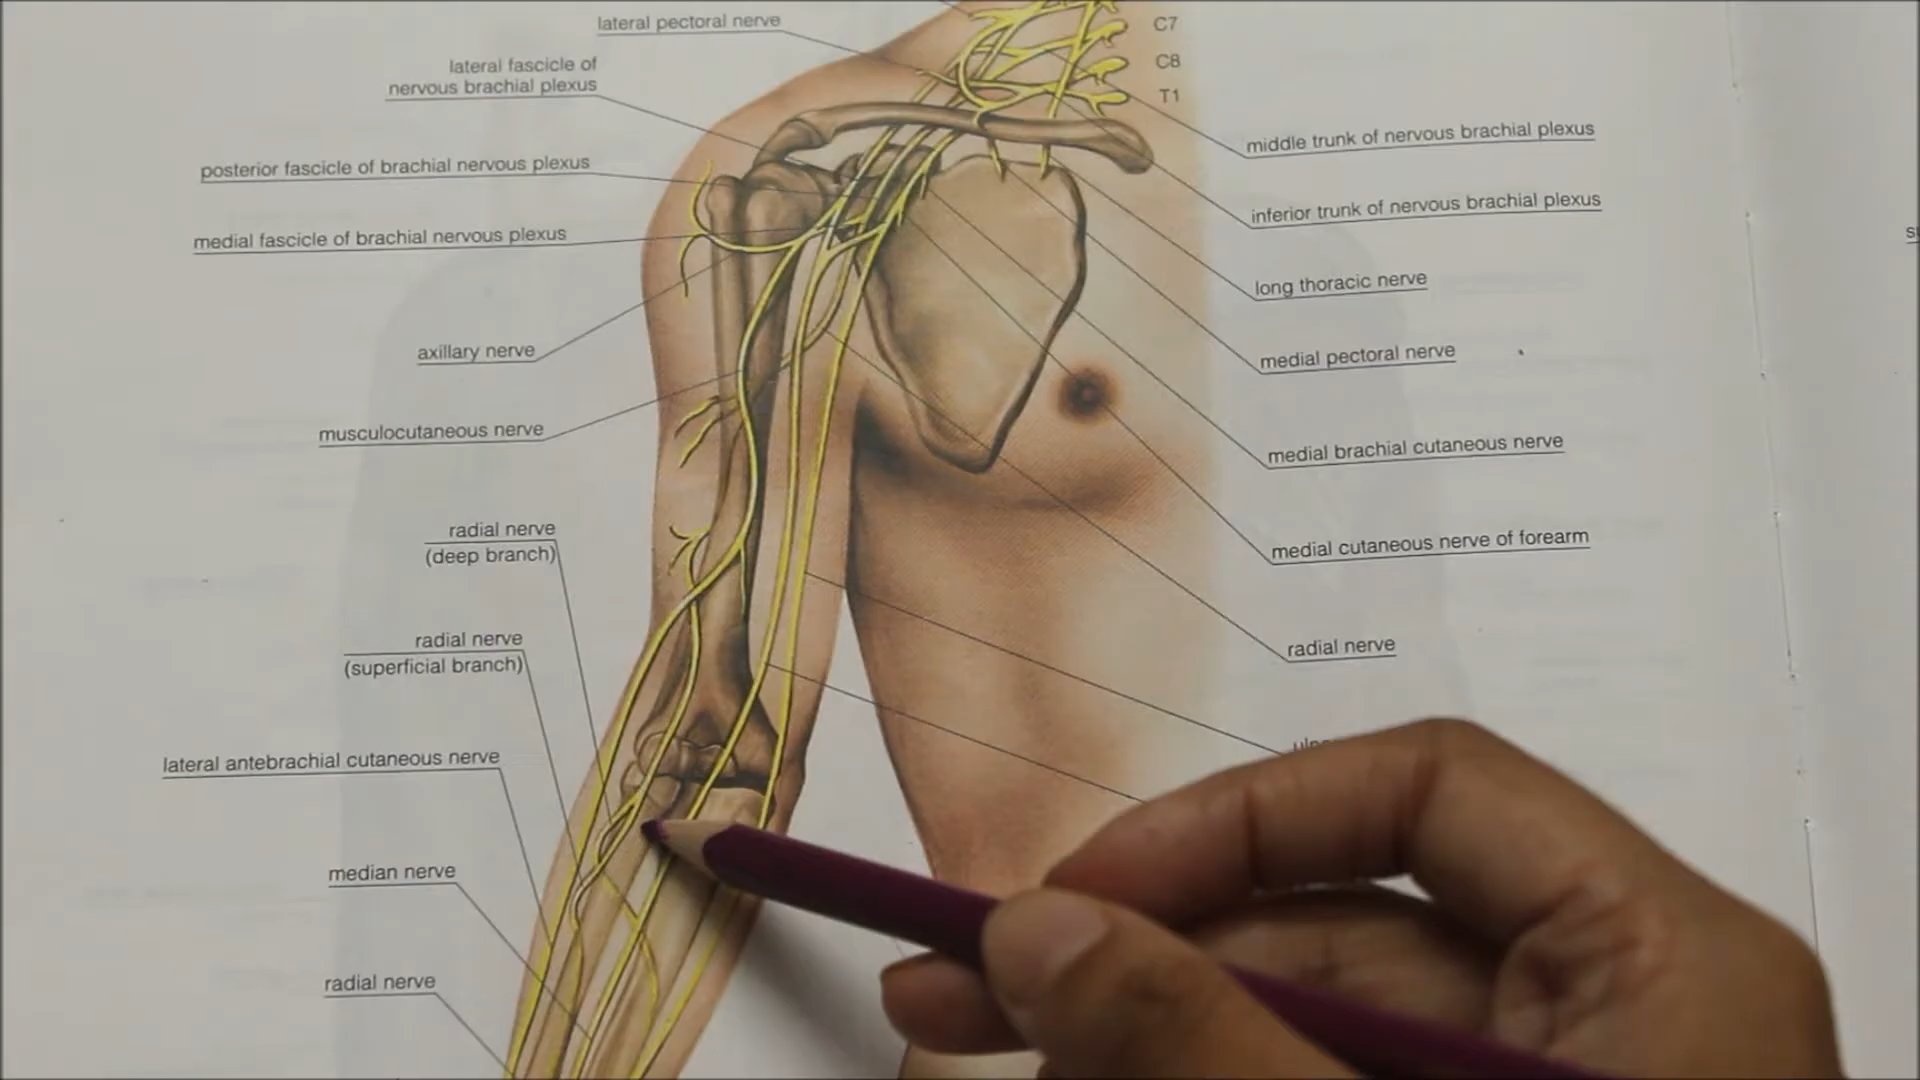 lateral pectoral nerve
lateral fascicle of
nervous brachial plexus
posterior fascicle of brachial nervous plexus
medial fascicle of brachial nervous plexus
axillary nerve
musculocutaneous nerve
radial nerve
(deep branch)
radial nerve
(superficial branch)
lateral antebrachial cutaneous nerve
median nerve
radial nerve
C7
C8
T1
middle trunk of nervous brachial plexus
inferior trunk of nervous brachial plexus
long thoracic nerve
medial pectoral nerve
medial brachial cutaneous nerve
medial cutaneous nerve of forearm
radial nerve